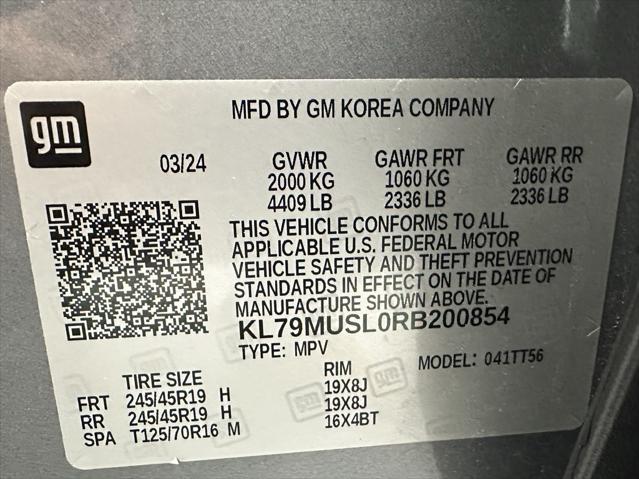 gm
MFD BY GM KOREA COMPANY
03/24 GVWR GAWR FRT GAWR RR
2000 KG 1060 KG 1060 KG
4409 LB 2336 LB 2336 LB
THIS VEHICLE CONFORMS TO ALL
APPLICABLE U.S. FEDERAL MOTOR
VEHICLE SAFETY AND THEFT PREVENTION
STANDARDS IN EFFECT ON THE DATE OF
MANUFACTURE SHOWN ABOVE.
KL79MUSL0RB200854
TYPE: MPV MODEL: 041TT56
TIRE SIZE RIM
FRT 245/45R19 H 19X8J
RR 245/45R19 H 19X8J
SPA T125/70R16 M 16X4BT